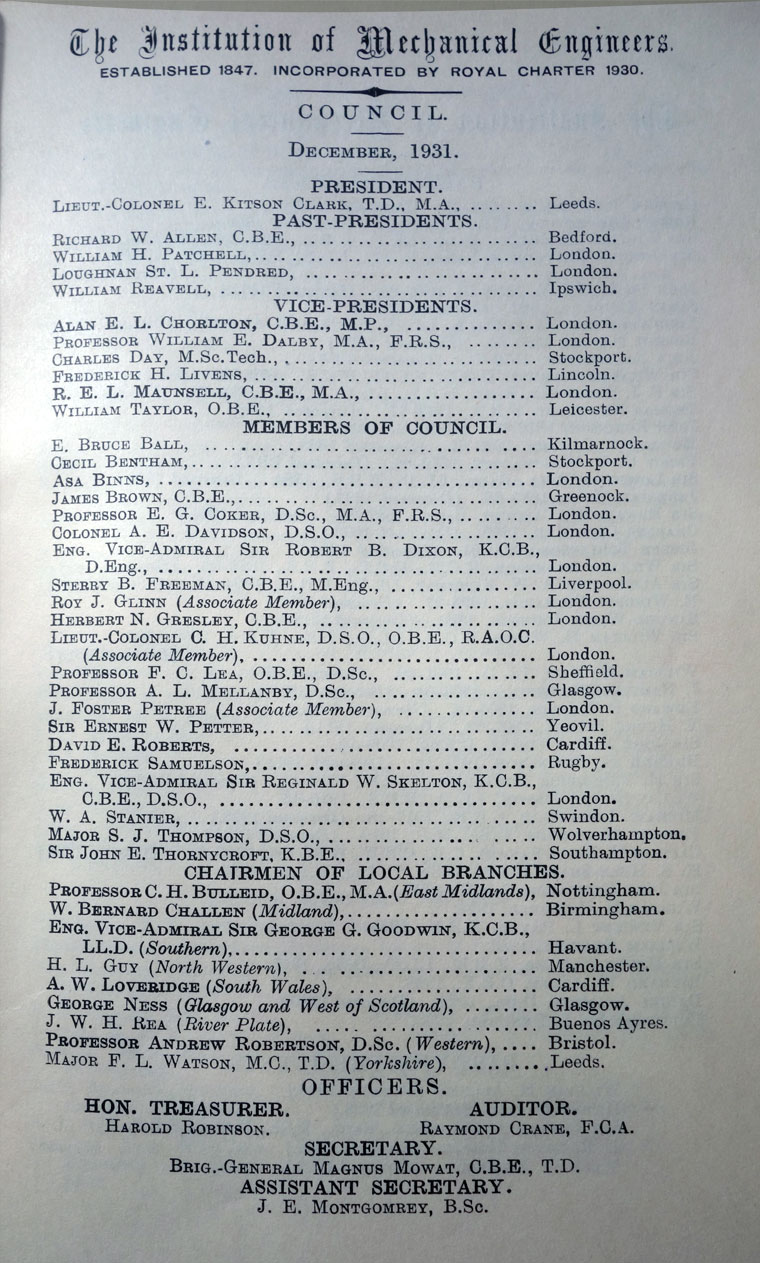 The Institution of Mechanical Engineers.
ESTABLISHED 1847. INCORPORATED BY ROYAL CHARTER 1930.
COUNCIL.
DECEMBER, 1931.
PRESIDENT.
LIEUT.-COLONEL E. KITSON CLARK, T.D., M.A., ........ Leeds.
PAST-PRESIDENTS.
RICHARD W. ALLEN, C.B.E., ........................... Bedford.
WILLIAM H. PATCHELL, ................................ London.
LOUGHNAN ST. L. PENDRED, ........................... London.
WILLIAM REAVELL, .................................... Ipswich.
VICE-PRESIDENTS.
ALAN E. L. CHORLTON, C.B.E., M.P., .............. London.
PROFESSOR WILLIAM E. DALBY, M.A., F.R.S., ........ London.
CHARLES DAY, M.Sc.Tech., ............................ Stockport.
FREDERICK H. LIVENS, ................................ Lincoln.
R. E. L. MAUNSELL, C.B.E., M.A., .................. London.
WILLIAM TAYLOR, O.B.E., ............................. Leicester.
MEMBERS OF COUNCIL.
E. BRUCE BALL, ...................................... Kilmarnock.
CECIL BENTHAM, ...................................... Stockport.
ASA BINNS, .......................................... London.
JAMES BROWN, C.B.E., ................................ Greenock.
PROFESSOR E. G. COKER, D.Sc., M.A., F.R.S., ......... London.
COLONEL A. E. DAVIDSON, D.S.O., ..................... London.
ENG. VICE-ADMIRAL SIR ROBERT B. DIXON, K.C.B.,
D.Eng., ............................................. London.
STERRY B. FREEMAN, C.B.E., M.Eng., ................ Liverpool.
ROY J. GLINN (Associate Member), .................... London.
HERBERT N. GRESLEY, C.B.E., ......................... London.
LIEUT.-COLONEL C. H. KUHNE, D.S.O., O.B.E., R.A.O.C.
(Associate Member), ................................. London.
PROFESSOR F. C. LEA, O.B.E., D.Sc., ................ Sheffield.
PROFESSOR A. L. MELLANBY, D.Sc., .................... Glasgow.
J. FOSTER PETREE (Associate Member), ............... London.
SIR ERNEST W. PETTER, ............................... Yeovil.
DAVID E. ROBERTS, ................................... Cardiff.
FREDERICK SAMUELSON, ................................ Rugby.
ENG. VICE-ADMIRAL SIR REGINALD W. SKELTON, K.C.B.,
C.B.E., D.S.O., ..................................... London.
W. A. STANIER, ...................................... Swindon.
MAJOR S. J. THOMPSON, D.S.O., ....................... Wolverhampton.
SIR JOHN E. THORNYCROFT, K.B.E., .................... Southampton.
CHAIRMEN OF LOCAL BRANCHES.
PROFESSOR C. H. BULLEID, O.B.E., M.A. (East Midlands), Nottingham.
W. BERNARD CHALLEN (Midland), ....................... Birmingham.
ENG. VICE-ADMIRAL SIR GEORGE G. GOODWIN, K.C.B.,
LL.D. (Southern), ................................... Havant.
H. L. GUY (North Western), .......................... Manchester.
A. W. LOVERIDGE (South Wales), ...................... Cardiff.
GEORGE NESS (Glasgow and West of Scotland), ........ Glasgow.
J. W. H. REA (River Plate), ......................... Buenos Ayres.
PROFESSOR ANDREW ROBERTSON, D.Sc. (Western), .... Bristol.
MAJOR F. L. WATSON, M.C., T.D. (Yorkshire), ......... Leeds.
OFFICERS.
HON. TREASURER. AUDITOR.
HAROLD ROBINSON. RAYMOND CRANE, F.C.A.
SECRETARY.
BRIG.-GENERAL MAGNUS MOWAT, C.B.E., T.D.
ASSISTANT SECRETARY.
J. E. MONTGOMREY, B.Sc.